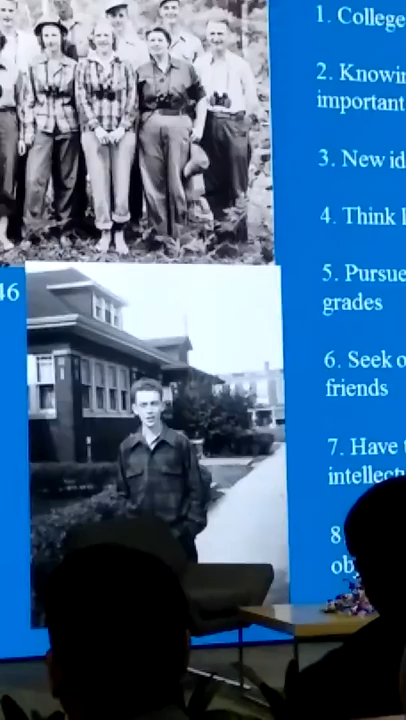 1. College
2. Knowin
important
3. New id
4. Think
46
5. Pursue
grades
6. Seek o
friends
7. Have
intellect
8
ob